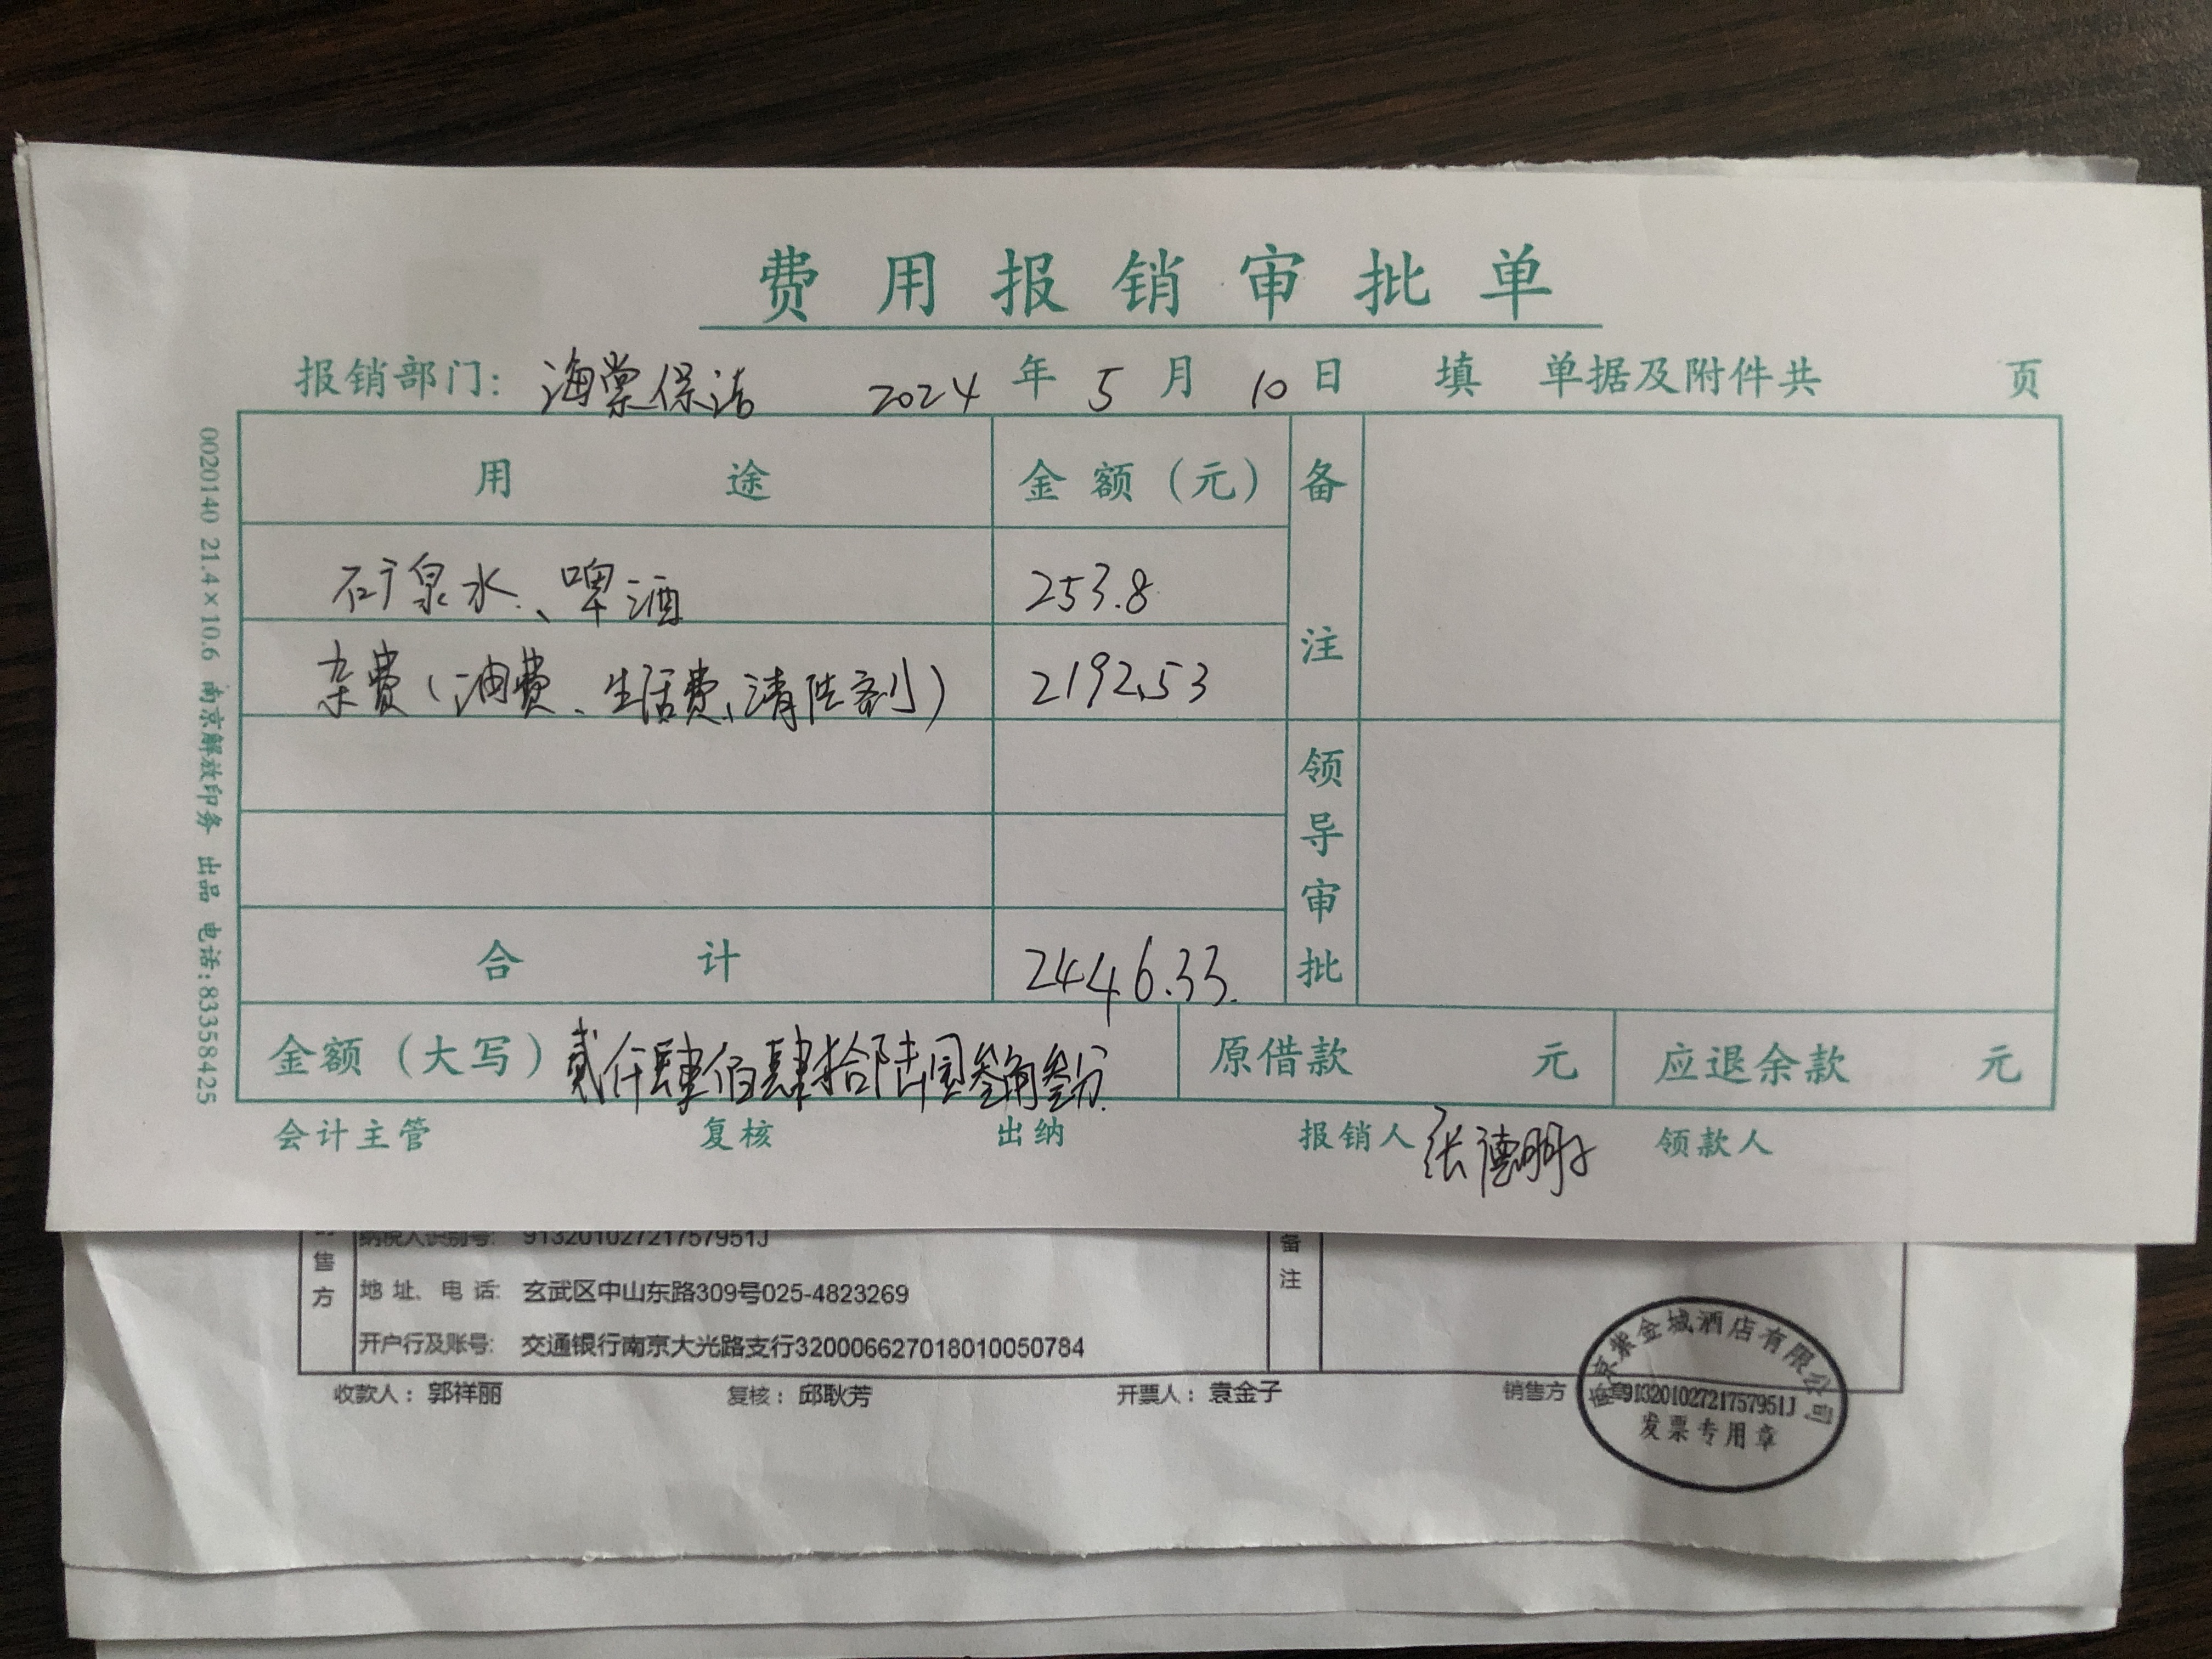 费用报销审批单
报销部门: 海棠保洁 2024 年 5 月 10 日 填 单据及附件共 页
用途 金额(元) 备注
石广泉水、啤酒 253.8
杂费(油费、生活费、清洗剂) 2192.53
领导审批
合计 2446.33
金额(大写) 贰仟肆佰肆拾陆圆叁角叁分 原借款 元 应退余款 元
会计主管 复核 出纳 报销人 张德明 领款人
0020140 21.4×10.6 南京解放印务 出品 电话:83358425
售方
纳税人识别号: 91320102721757951J 备注
地址、电话: 玄武区中山东路309号025-4823269
开户行及账号: 交通银行南京大光路支行320006627018010050784
收款人: 郭祥丽 复核: 邱耿芳 开票人: 袁金子 销售方
南京紫金城酒店有限公司
91320102721757951J
发票专用章